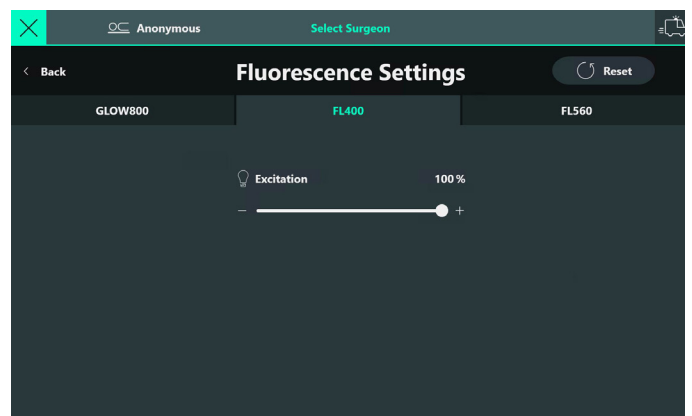 Anonymous Select Surgeon
Back Fluorescence Settings Reset
GLOW800 FL400 FL560
Excitation 100 %
– +